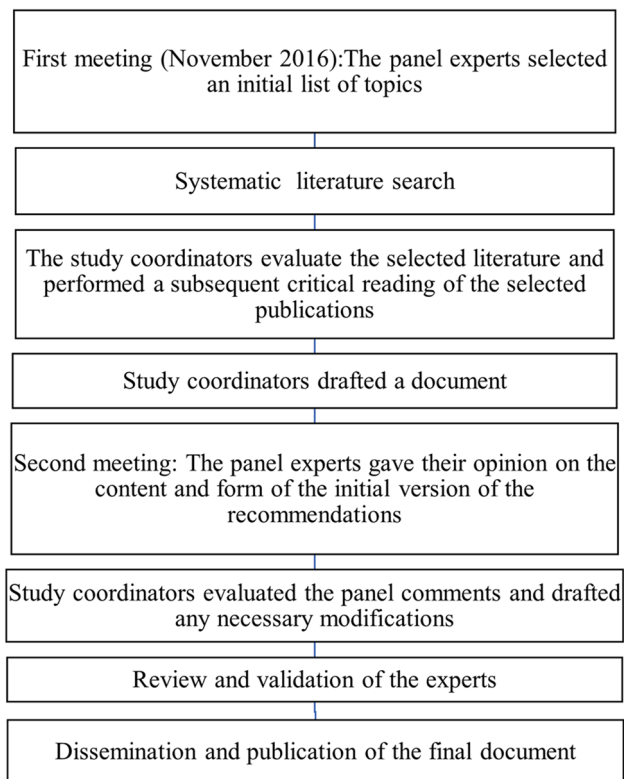 First meeting (November 2016):The panel experts selected
an initial list of topics
Systematic literature search
The study coordinators evaluate the selected literature and
performed a subsequent critical reading of the selected
publications
Study coordinators drafted a document
Second meeting: The panel experts gave their opinion on the
content and form of the initial version of the
recommendations
Study coordinators evaluated the panel comments and drafted
any necessary modifications
Review and validation of the experts
Dissemination and publication of the final document